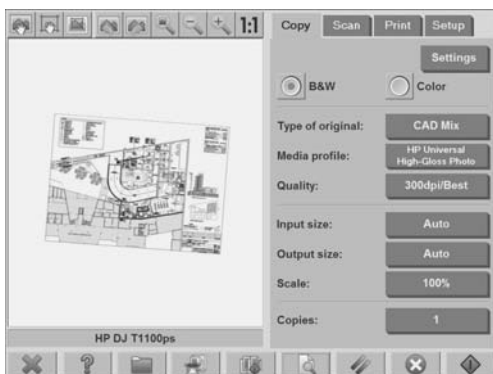 1:1
Copy Scan Print Setup
Settings
B&W Color
Type of original: CAD Mix
Media profile: HP Universal
High-Gloss Photo
Quality: 300dpi/Best
Input size: Auto
Output size: Auto
Scale: 100%
Copies: 1
HP DJ T1100ps
?